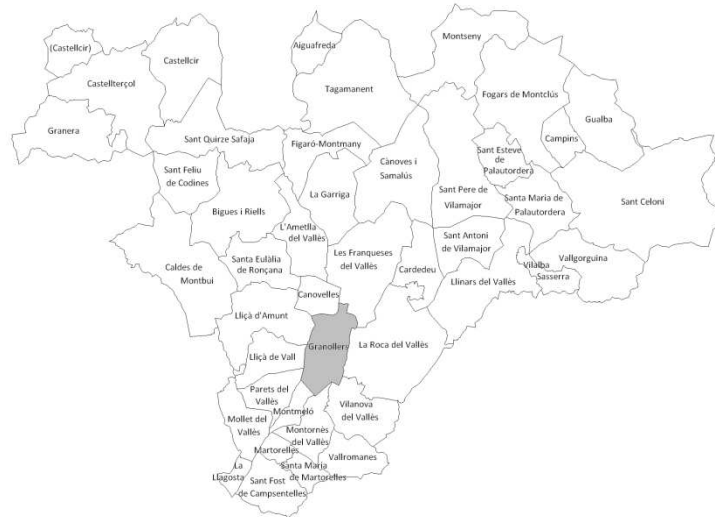 (Castellcir)
Castellterçol
Castellcir
Granera
Aiguafreda
Montseny
Tagamanent
Fogars de Montclús
Gualba
Campins
Sant Quirze Safaja
Figaró-Montmany
Cànoves i
Samalús
Sant Esteve
de
Palautordera
Sant Feliu
de Codines
La Garriga
Sant Pere de
Vilamajor
Santa Maria de
Palautordera
Sant Celoni
Bigues i Riells
L'Ametlla
del Vallès
Les Franqueses
del Vallès
Sant Antoni
de Vilamajor
Santa Eulàlia
de Ronçana
Caldes de
Montbui
Cardedeu
Vilalba
Sasserra
Vallgorguina
Canovelles
Llinars del Vallès
Lliçà d'Amunt
Granollers
La Roca del Vallès
Lliçà de Vall
Parets del
Vallès
Montmeló
Vilanova
del Vallès
Mollet del
Vallès
Montornès
del Vallès
Martorelles
Vallromanes
La
Llagosta
Santa Maria
de Martorelles
Sant Fost
de Campsentelles